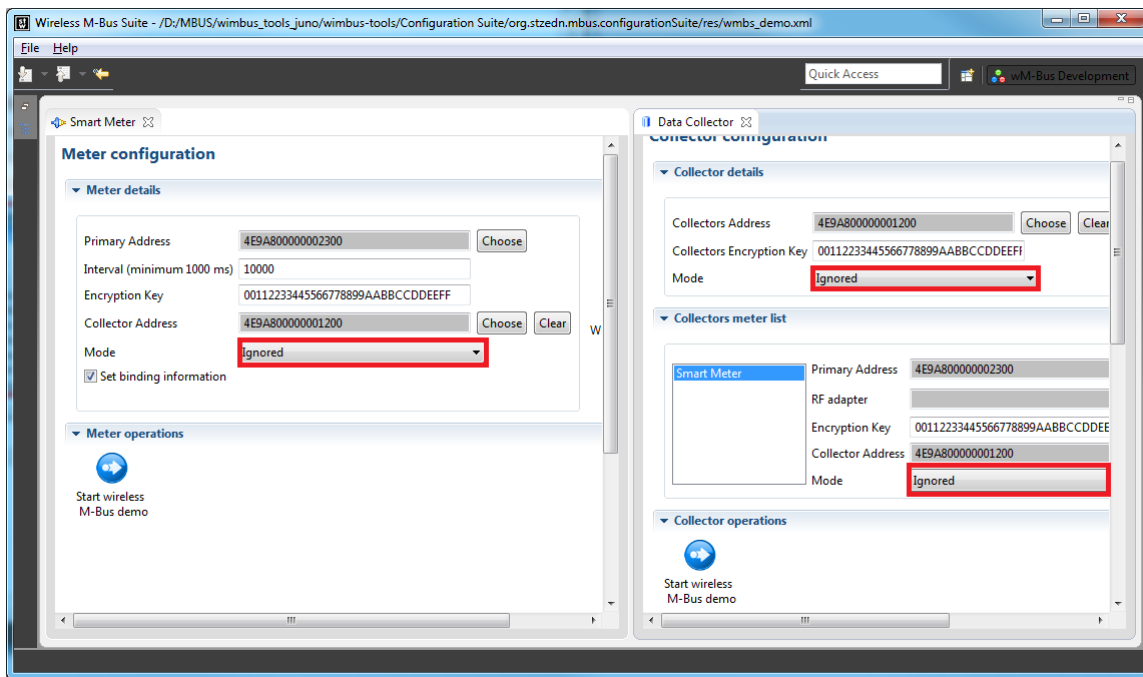 Wireless M-Bus Suite - /D:/MBUS/wimbus_tools_juno/wimbus-tools/Configuration Suite/org.stzedn.mbus.configurationSuite/res/wmbs_demo.xml
File Help
Quick Access
wM-Bus Development
Smart Meter
Meter configuration
Meter details
Primary Address 4E9A800000002300 Choose
Interval (minimum 1000 ms) 10000
Encryption Key 00112233445566778899AABBCCDDEEFF
Collector Address 4E9A800000001200 Choose Clear
W
Mode Ignored
Set binding information
Meter operations
Start wireless
M-Bus demo
Data Collector
Collector configuration
Collector details
Collectors Address 4E9A800000001200 Choose Clear
Collectors Encryption Key 00112233445566778899AABBCCDDEEFF
Mode Ignored
Collectors meter list
Smart Meter
Primary Address 4E9A800000002300
RF adapter
Encryption Key 00112233445566778899AABBCCDDEE
Collector Address 4E9A800000001200
Mode Ignored
Collector operations
Start wireless
M-Bus demo